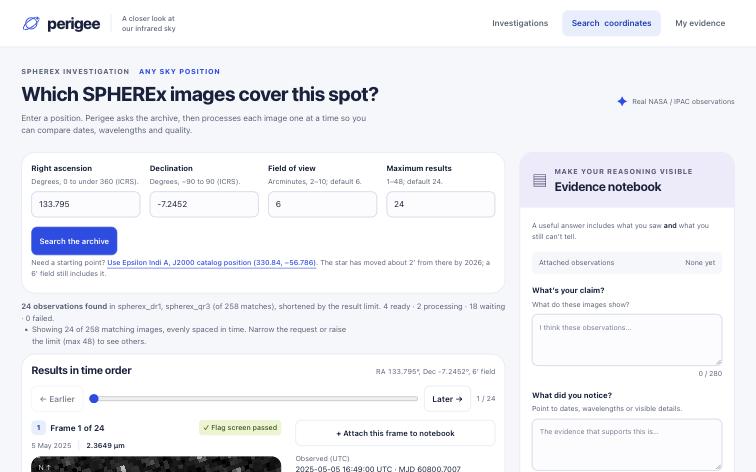 perigee
A closer look at
our infrared sky
Investigations
Search coordinates
My evidence
SPHEREX INVESTIGATION ANY SKY POSITION
Which SPHEREx images cover this spot?
Enter a position. Perigee asks the archive, then processes each image one at a time so you
can compare dates, wavelengths and quality.
Real NASA / IPAC observations
Right ascension
Degrees, 0 to under 360 (ICRS).
133.795
Declination
Degrees, −90 to 90 (ICRS).
-7.2452
Field of view
Arcminutes, 2–10; default 6.
6
Maximum results
1–48; default 24.
24
Search the archive
Need a starting point? Use Epsilon Indi A, J2000 catalog position (330.84, −56.786). The star has moved about 2' from there by 2026; a
6' field still includes it.
24 observations found in spherex_dr1, spherex_qr3 (of 258 matches), shortened by the result limit. 4 ready · 2 processing · 18 waiting
· 0 failed.
• Showing 24 of 258 matching images, evenly spaced in time. Narrow the request or raise
the limit (max 48) to see others.
Results in time order
RA 133.795°, Dec -7.2452°, 6' field
← Earlier
Later →
1 / 24
1 Frame 1 of 24
✓ Flag screen passed
5 May 2025 2.3649 µm
N ↑
+ Attach this frame to notebook
Observed (UTC)
2025-05-05 16:49:00 UTC · MJD 60800.7007
MAKE YOUR REASONING VISIBLE
Evidence notebook
A useful answer includes what you saw and what you
still can't tell.
Attached observations None yet
What's your claim?
What do these images show?
I think these observations...
0 / 280
What did you notice?
Point to dates, wavelengths or visible details.
The evidence that supports this is...